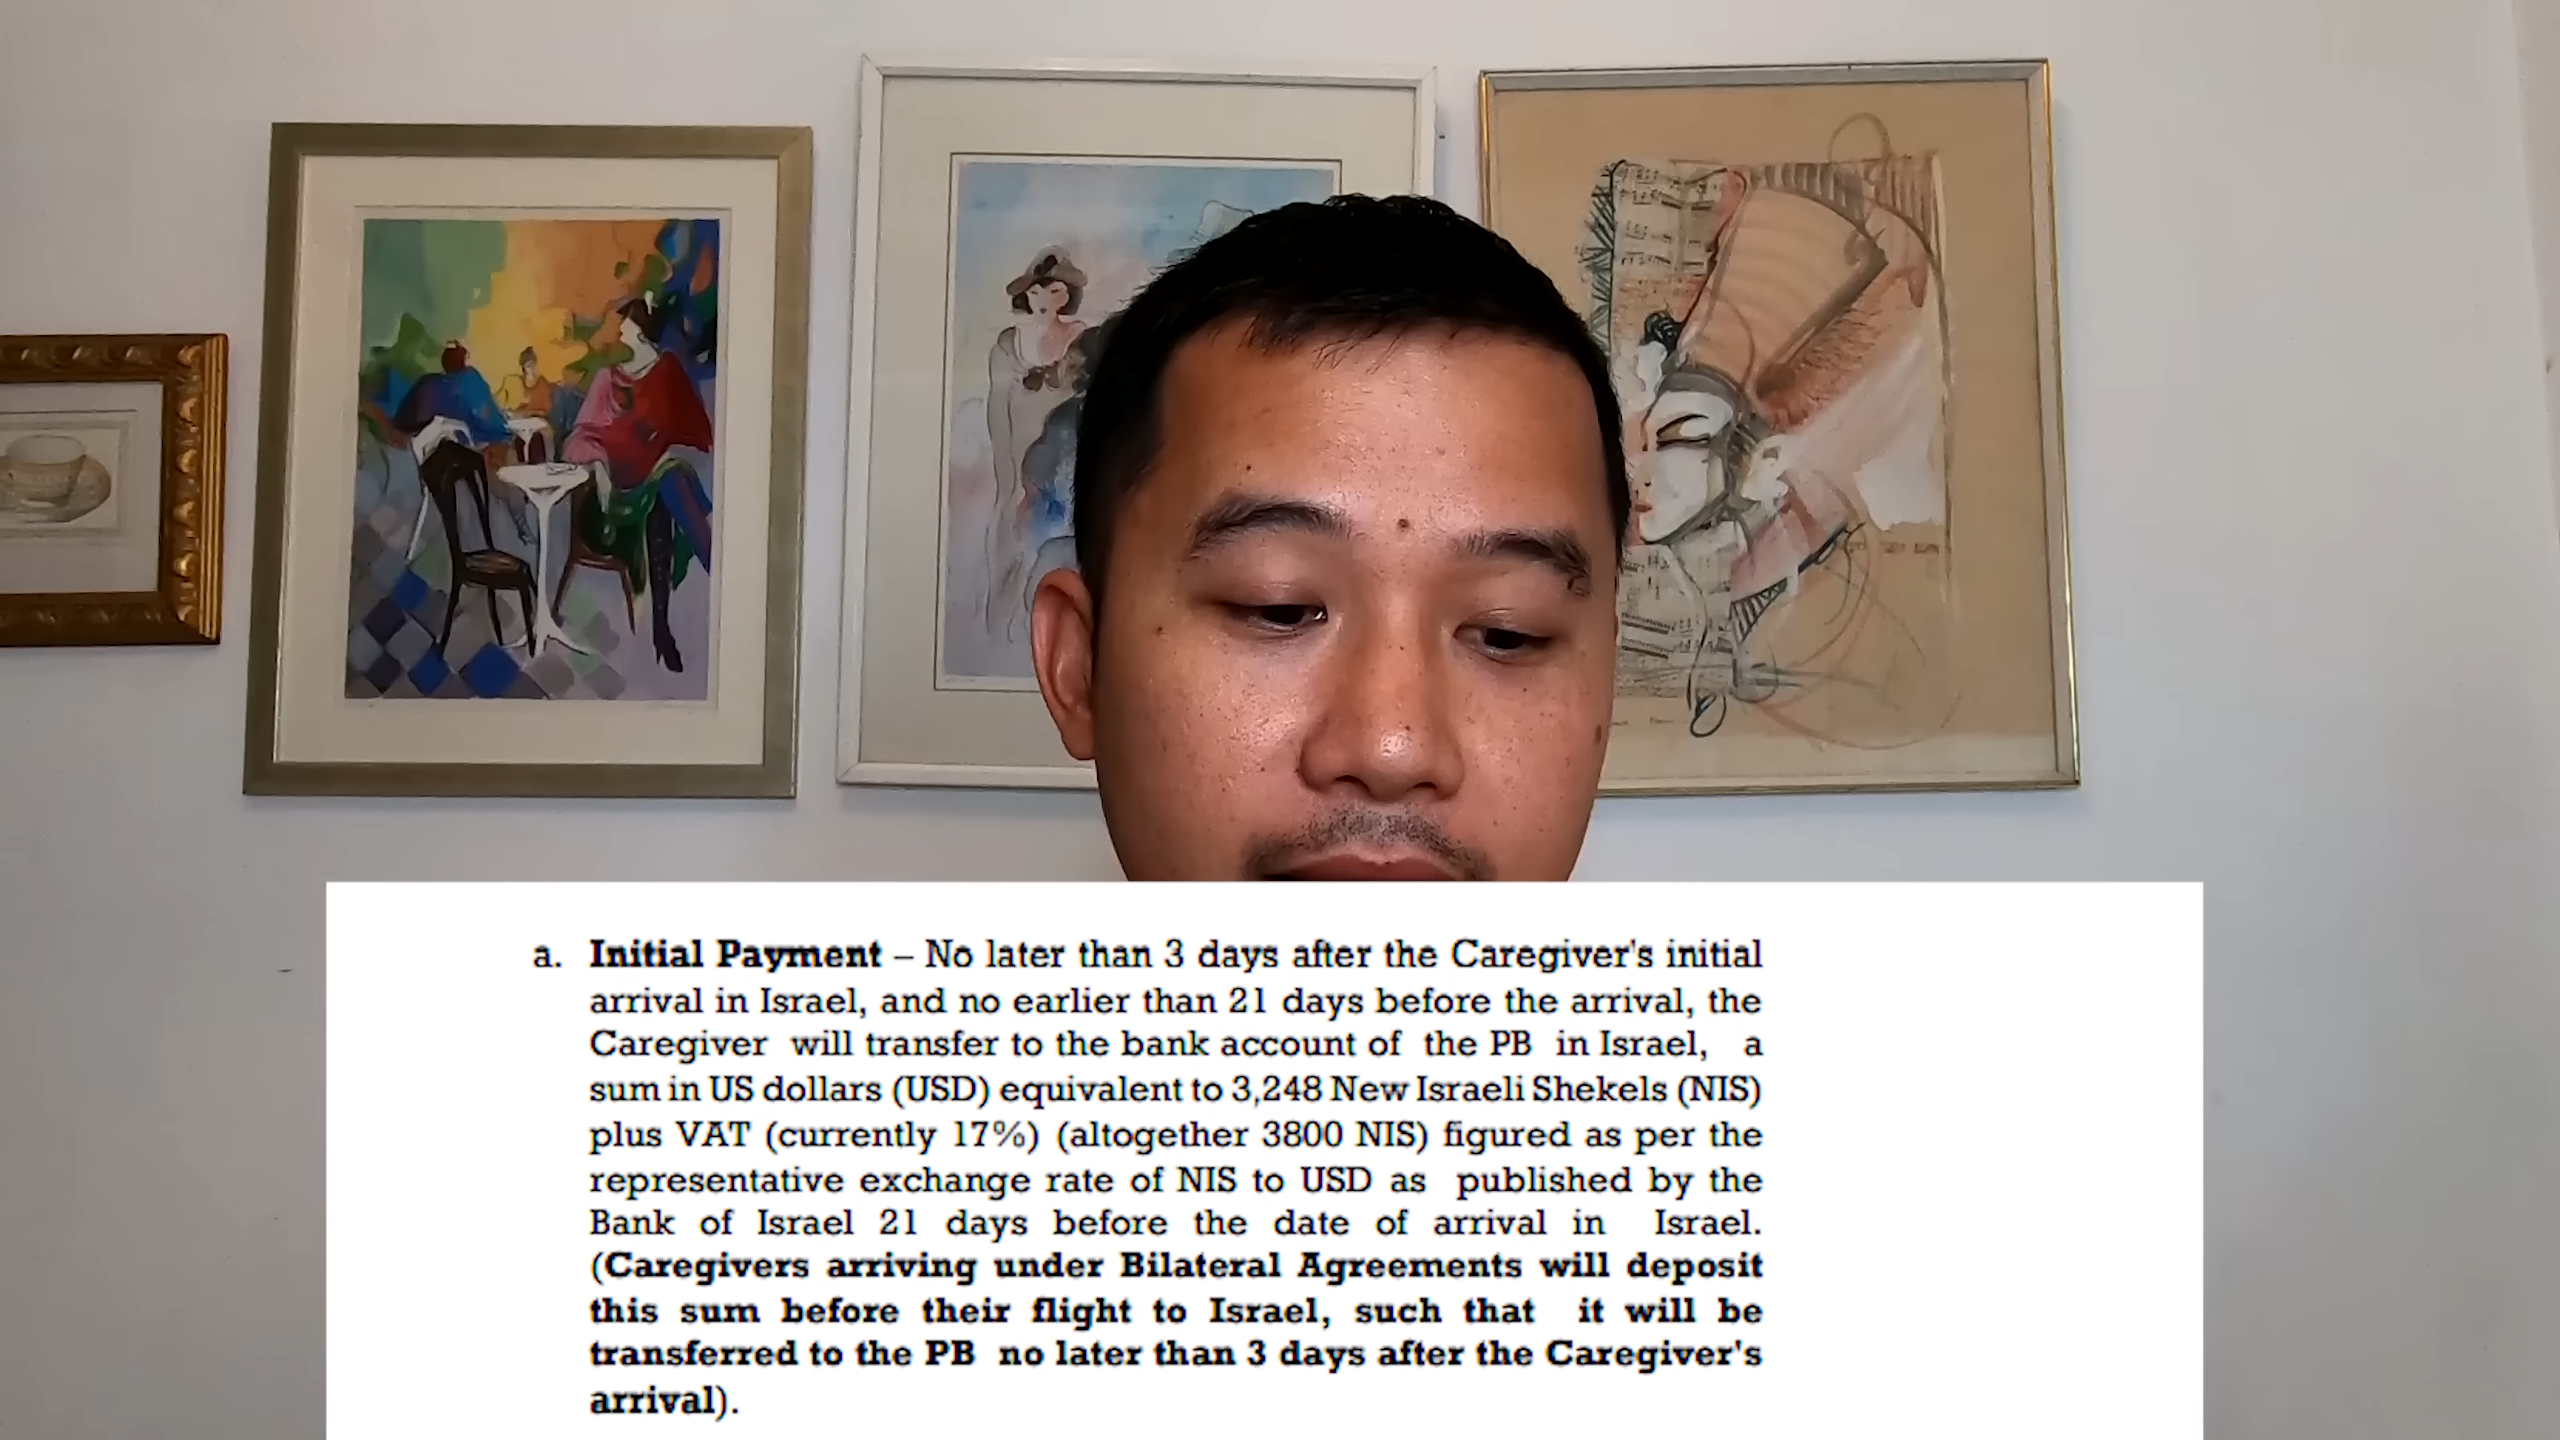 a. Initial Payment – No later than 3 days after the Caregiver's initial
arrival in Israel, and no earlier than 21 days before the arrival, the
Caregiver will transfer to the bank account of the PB in Israel, a
sum in US dollars (USD) equivalent to 3,248 New Israeli Shekels (NIS)
plus VAT (currently 17%) (altogether 3800 NIS) figured as per the
representative exchange rate of NIS to USD as published by the
Bank of Israel 21 days before the date of arrival in Israel.
(Caregivers arriving under Bilateral Agreements will deposit
this sum before their flight to Israel, such that it will be
transferred to the PB no later than 3 days after the Caregiver's
arrival).